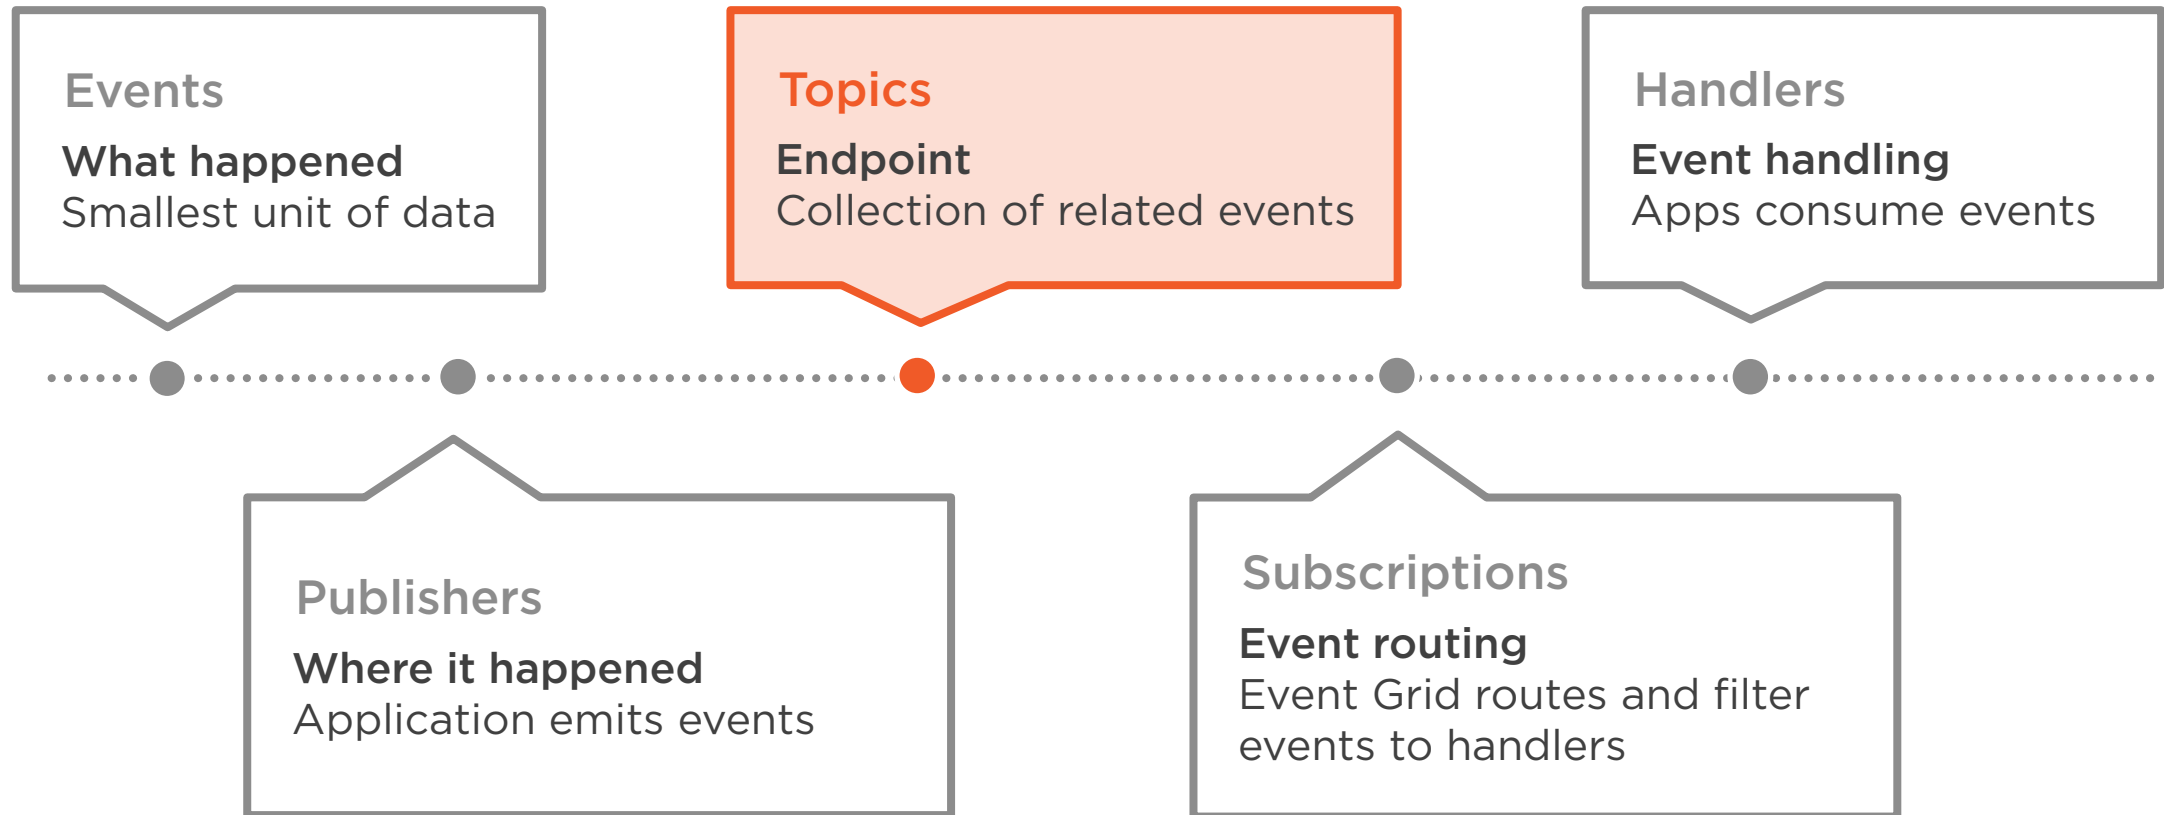 Events
What happened
Smallest unit of data
Topics
Endpoint
Collection of related events
Handlers
Event handling
Apps consume events
Publishers
Where it happened
Application emits events
Subscriptions
Event routing
Event Grid routes and filter
events to handlers